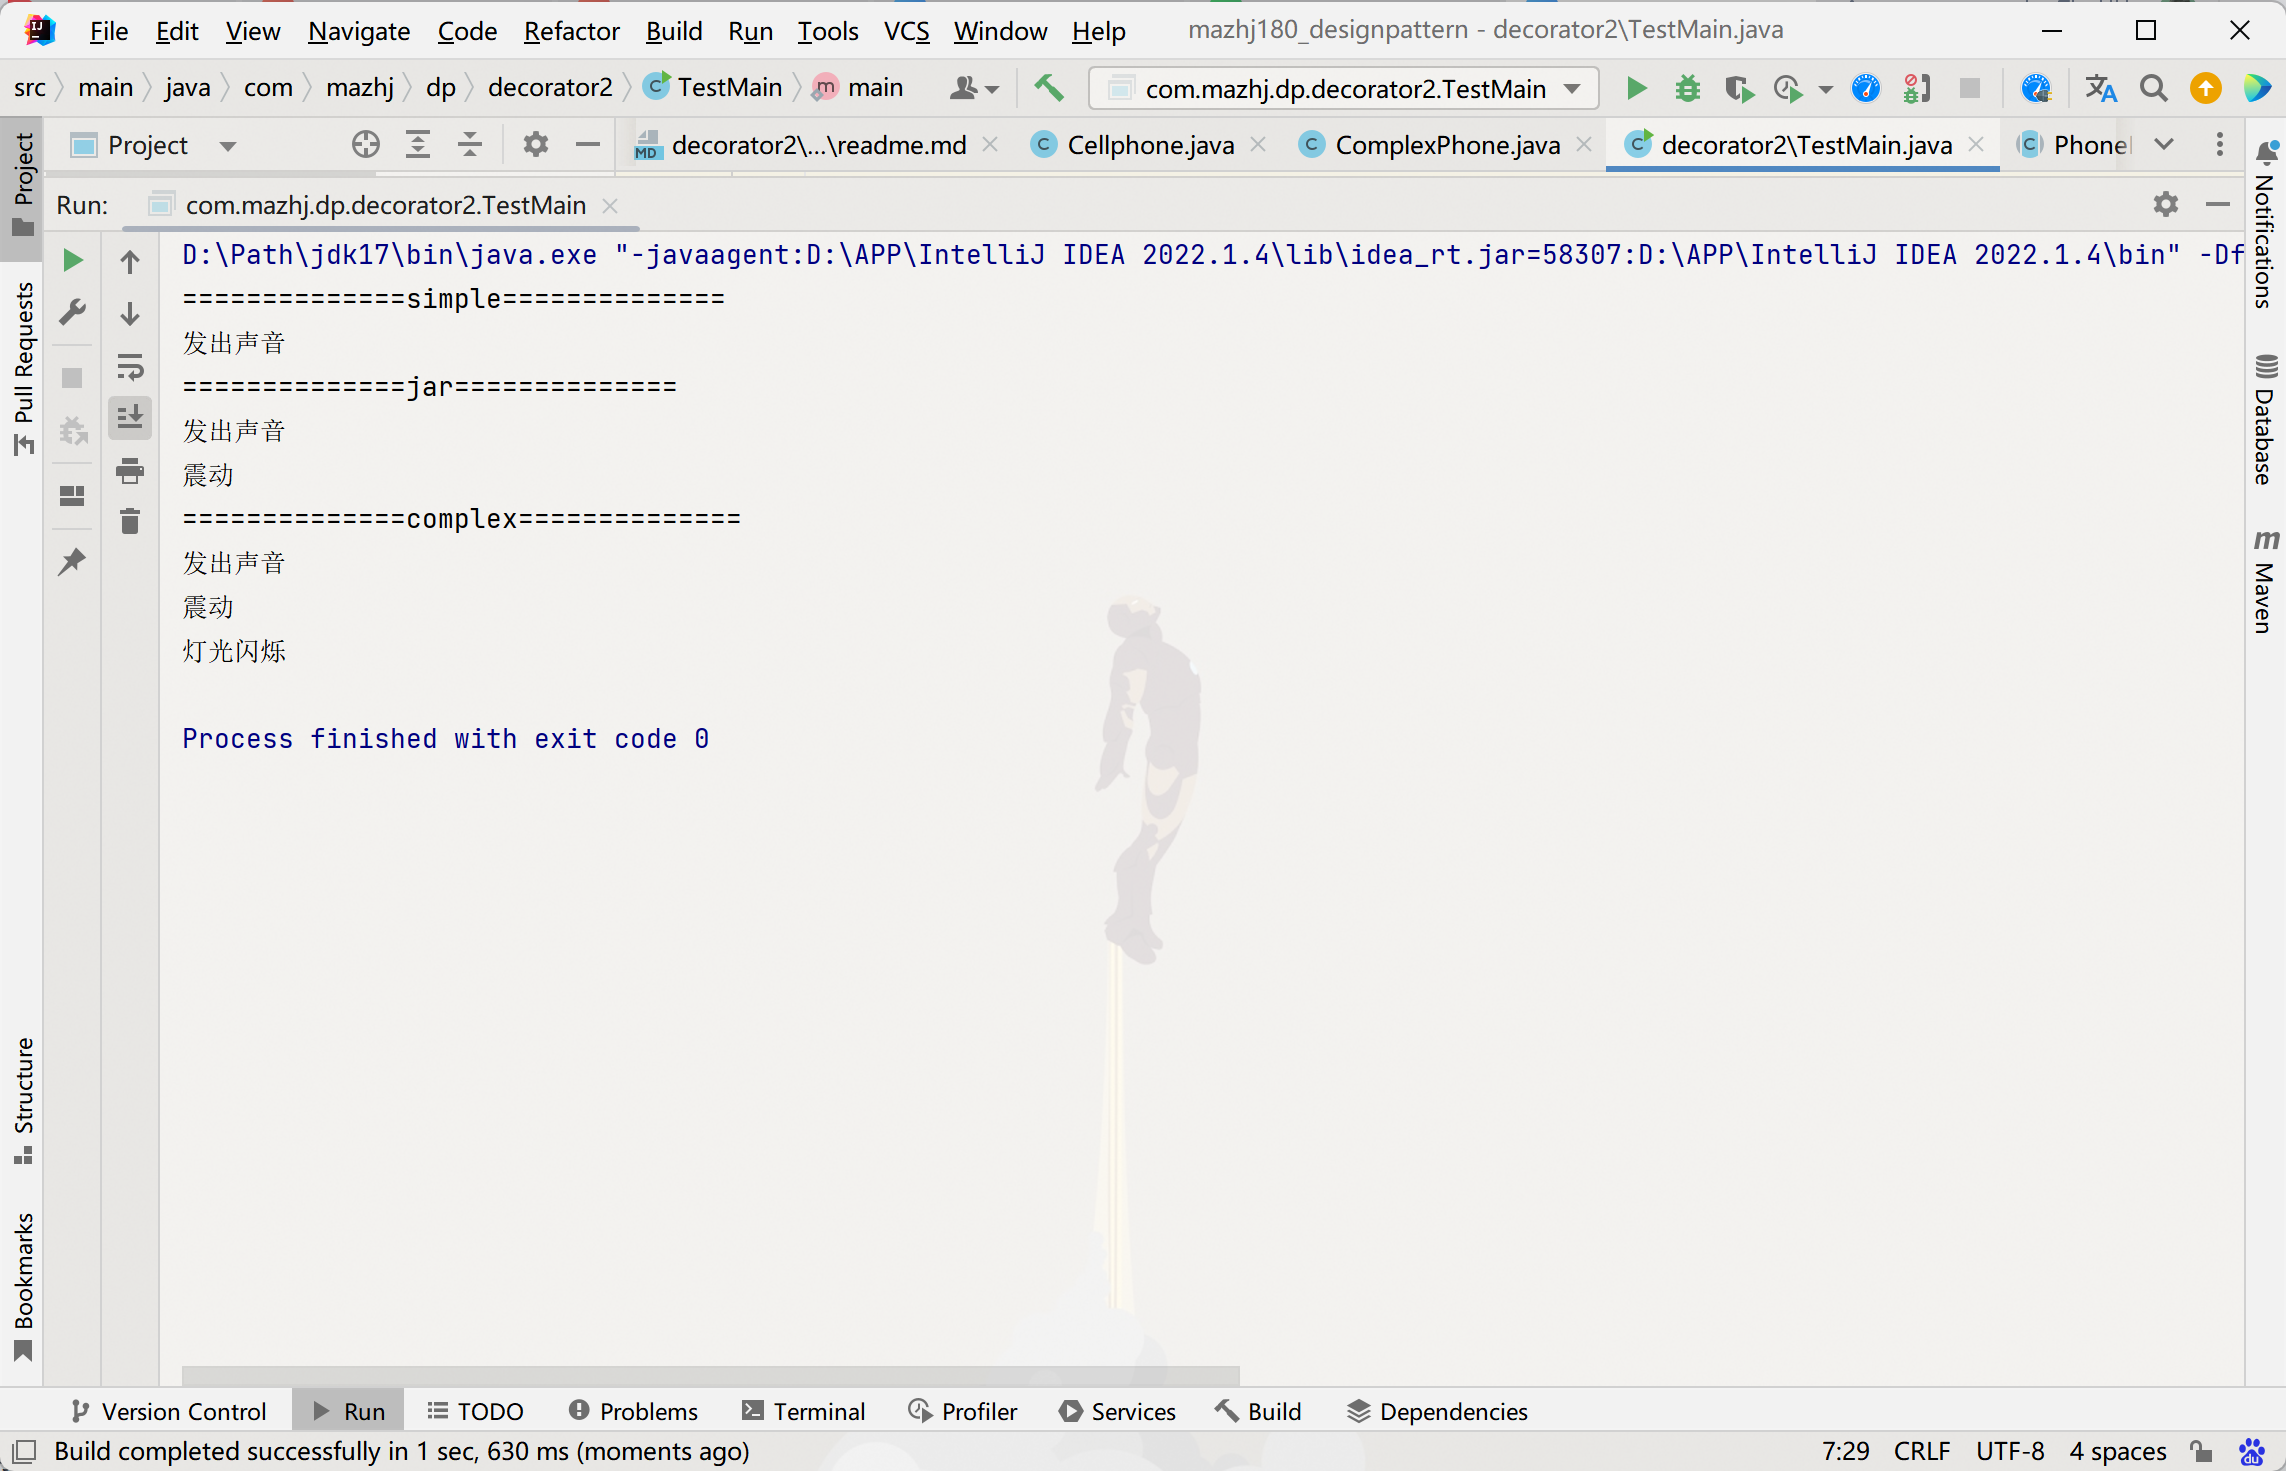 File Edit View Navigate Code Refactor Build Run Tools VCS Window Help mazhj180_designpattern - decorator2\TestMain.java
src main java com mazhj dp decorator2 TestMain main com.mazhj.dp.decorator2.TestMain
Project decorator2\...\readme.md Cellphone.java ComplexPhone.java decorator2\TestMain.java Phone
Run: com.mazhj.dp.decorator2.TestMain
D:\Path\jdk17\bin\java.exe "-javaagent:D:\APP\IntelliJ IDEA 2022.1.4\lib\idea_rt.jar=58307:D:\APP\IntelliJ IDEA 2022.1.4\bin" -Df
==============simple==============
发出声音
==============jar==============
发出声音
震动
==============complex==============
发出声音
震动
灯光闪烁
Process finished with exit code 0
Project
Pull Requests
Structure
Bookmarks
Notifications
Database
Maven
Version Control Run TODO Problems Terminal Profiler Services Build Dependencies
Build completed successfully in 1 sec, 630 ms (moments ago) 7:29 CRLF UTF-8 4 spaces